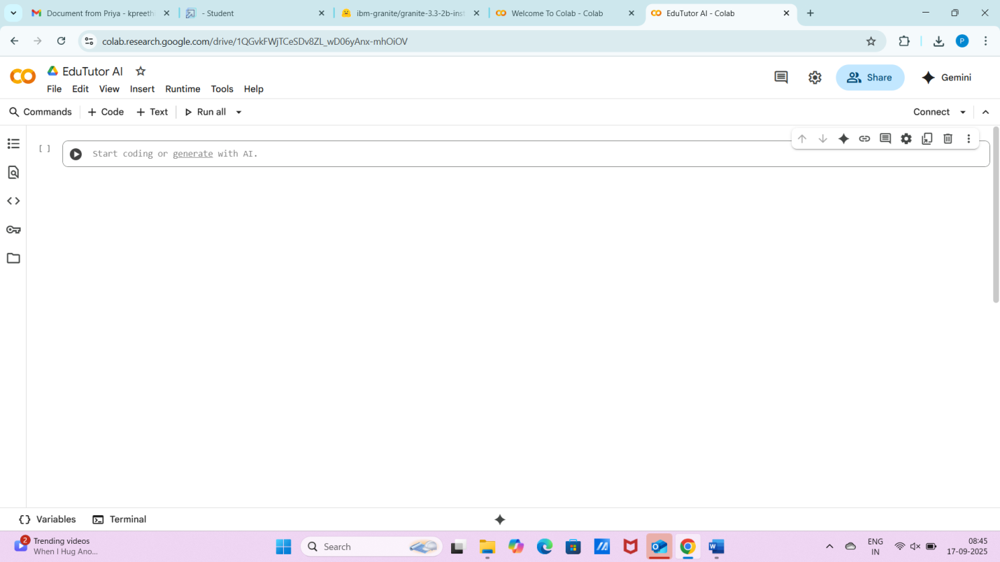 Document from Priya - kpreeth
- Student
ibm-granite/granite-3.3-2b-inst
Welcome To Colab - Colab
EduTutor AI - Colab
colab.research.google.com/drive/1QGvkFWjTCeSDv8ZL_wD06yAnx-mhOiOV
P
EduTutor AI
File Edit View Insert Runtime Tools Help
Share
Gemini
Commands + Code + Text Run all
Connect
[ ]
Start coding or generate with AI.
Variables
Terminal
2
Trending videos
When I Hug Ano...
Search
ENG
IN
08:45
17-09-2025